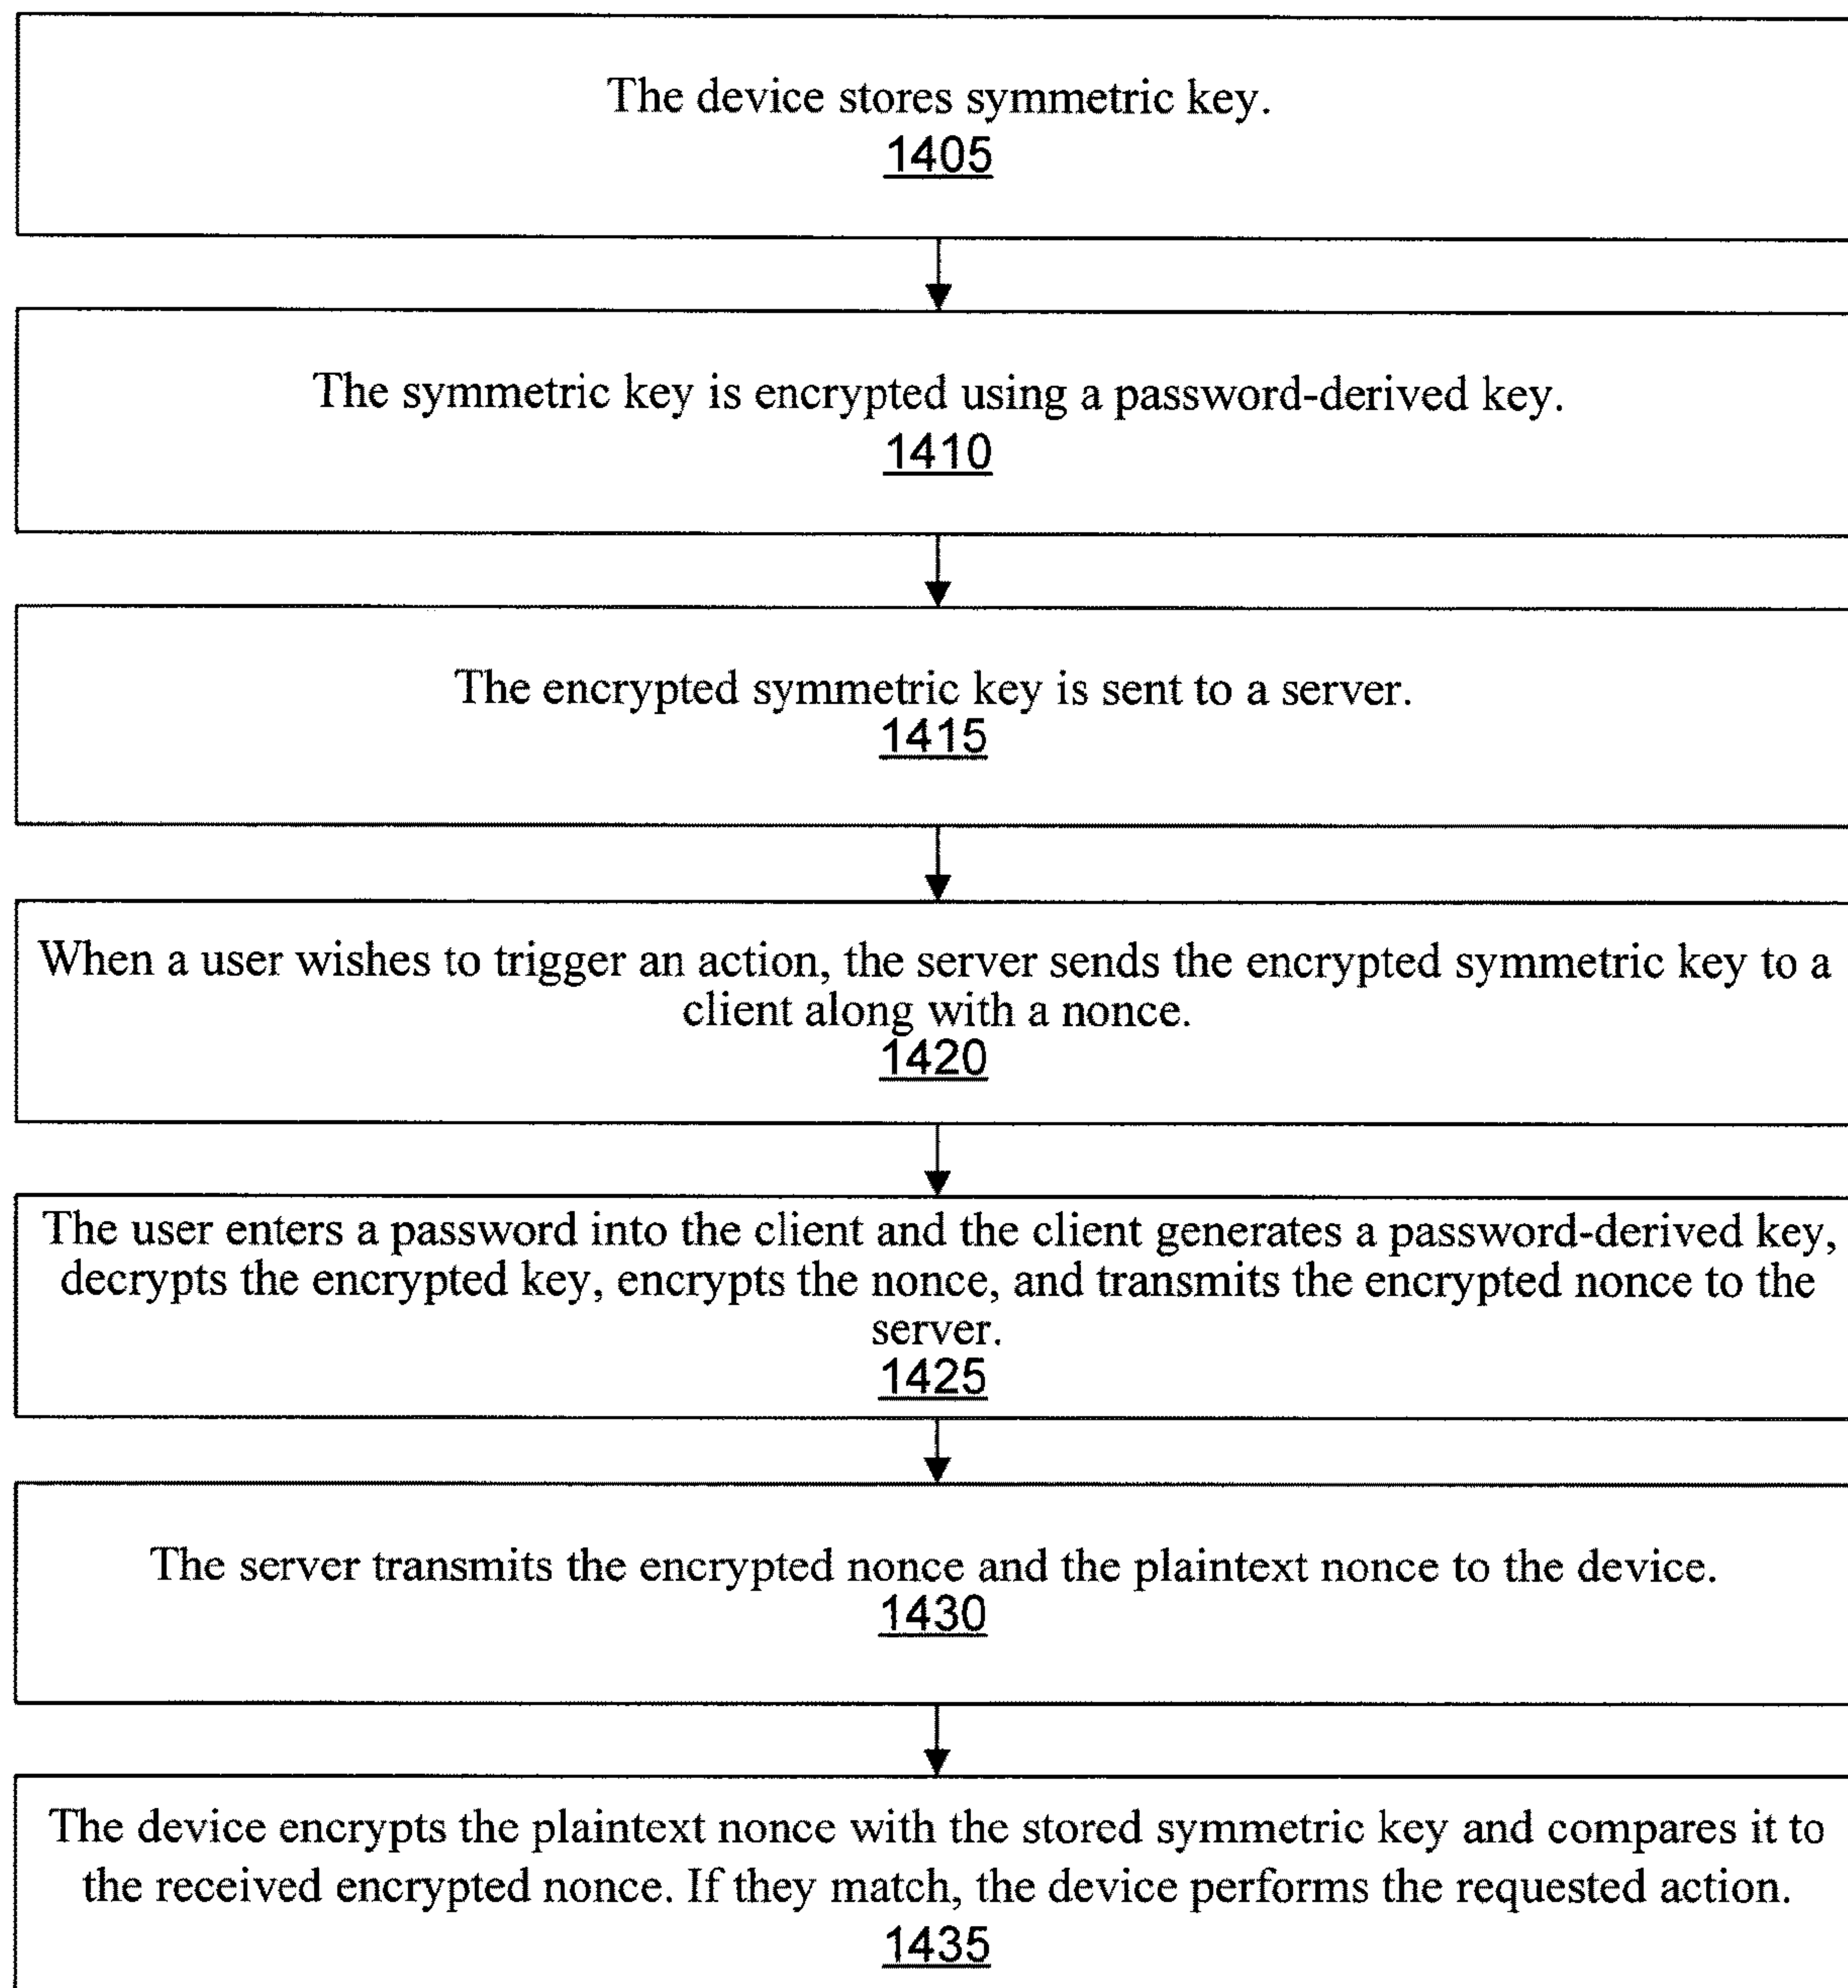 The device stores symmetric key.
1405
The symmetric key is encrypted using a password-derived key.
1410
The encrypted symmetric key is sent to a server.
1415
When a user wishes to trigger an action, the server sends the encrypted symmetric key to a
client along with a nonce.
1420
The user enters a password into the client and the client generates a password-derived key,
decrypts the encrypted key, encrypts the nonce, and transmits the encrypted nonce to the
server.
1425
The server transmits the encrypted nonce and the plaintext nonce to the device.
1430
The device encrypts the plaintext nonce with the stored symmetric key and compares it to
the received encrypted nonce. If they match, the device performs the requested action.
1435